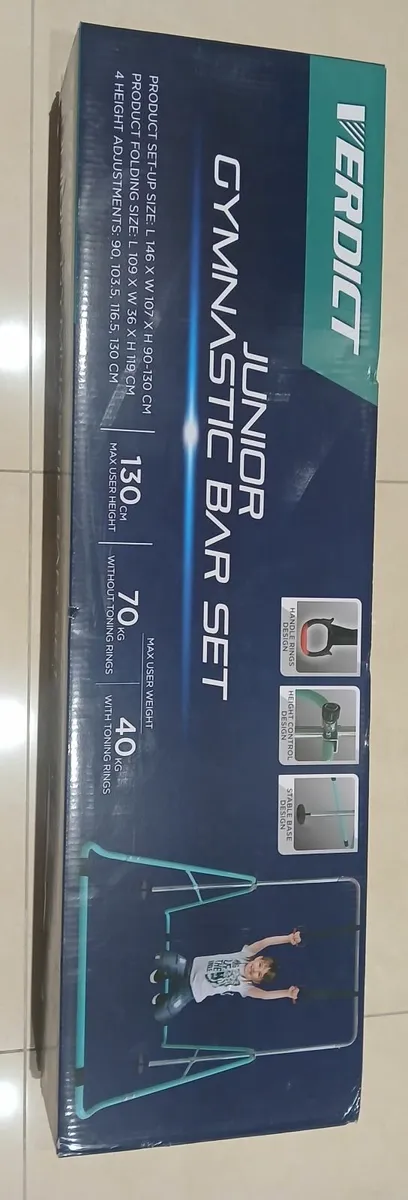 VERDICT
JUNIOR
GYMNASTIC BAR SET
PRODUCT SET-UP SIZE: L 146 X W 107 X H 90-130 CM
PRODUCT FOLDING SIZE: L 109 X W 36 X H 119 CM
4 HEIGHT ADJUSTMENTS: 90, 103.5, 116.5, 130 CM
130 CM
MAX USER HEIGHT
MAX USER WEIGHT
70 KG
WITHOUT TONING RINGS
40 KG
WITH TONING RINGS
HANDLE RINGS
DESIGN
HEIGHT CONTROL
DESIGN
STABLE BASE
DESIGN